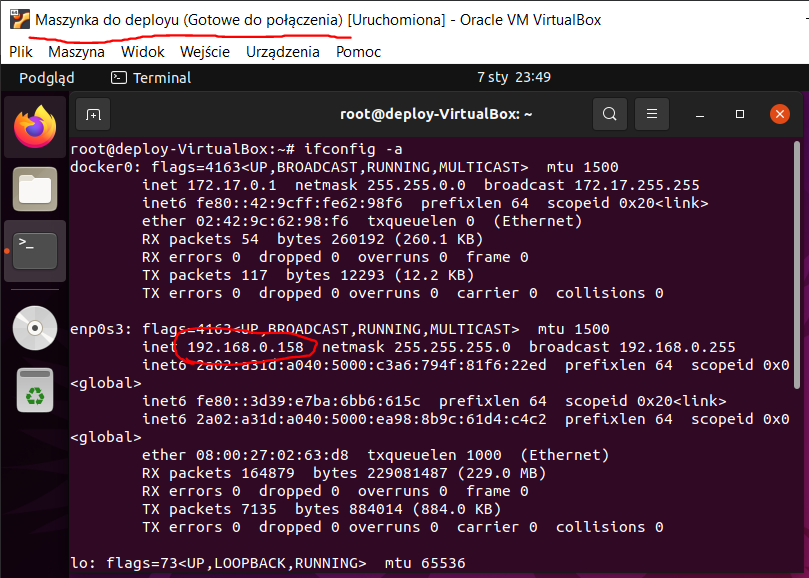 Maszynka do deployu (Gotowe do połączenia) [Uruchomiona] - Oracle VM VirtualBox
Plik Maszyna Widok Wejście Urządzenia Pomoc
Podgląd Terminal 7 sty 23:49
root@deploy-VirtualBox: ~
root@deploy-VirtualBox:~# ifconfig -a
docker0: flags=4163<UP,BROADCAST,RUNNING,MULTICAST> mtu 1500
inet 172.17.0.1 netmask 255.255.0.0 broadcast 172.17.255.255
inet6 fe80::42:9cff:fe62:98f6 prefixlen 64 scopeid 0x20<link>
ether 02:42:9c:62:98:f6 txqueuelen 0 (Ethernet)
RX packets 54 bytes 260192 (260.1 KB)
RX errors 0 dropped 0 overruns 0 frame 0
TX packets 117 bytes 12293 (12.2 KB)
TX errors 0 dropped 0 overruns 0 carrier 0 collisions 0
enp0s3: flags=4163<UP,BROADCAST,RUNNING,MULTICAST> mtu 1500
inet 192.168.0.158 netmask 255.255.255.0 broadcast 192.168.0.255
inet6 2a02:a31d:a040:5000:c3a6:794f:81f6:22ed prefixlen 64 scopeid 0x0
<global>
inet6 fe80::3d39:e7ba:6bb6:615c prefixlen 64 scopeid 0x20<link>
inet6 2a02:a31d:a040:5000:ea98:8b9c:61d4:c4c2 prefixlen 64 scopeid 0x0
<global>
ether 08:00:27:02:63:d8 txqueuelen 1000 (Ethernet)
RX packets 164879 bytes 229081487 (229.0 MB)
RX errors 0 dropped 0 overruns 0 frame 0
TX packets 7135 bytes 884014 (884.0 KB)
TX errors 0 dropped 0 overruns 0 carrier 0 collisions 0
lo: flags=73<UP,LOOPBACK,RUNNING> mtu 65536